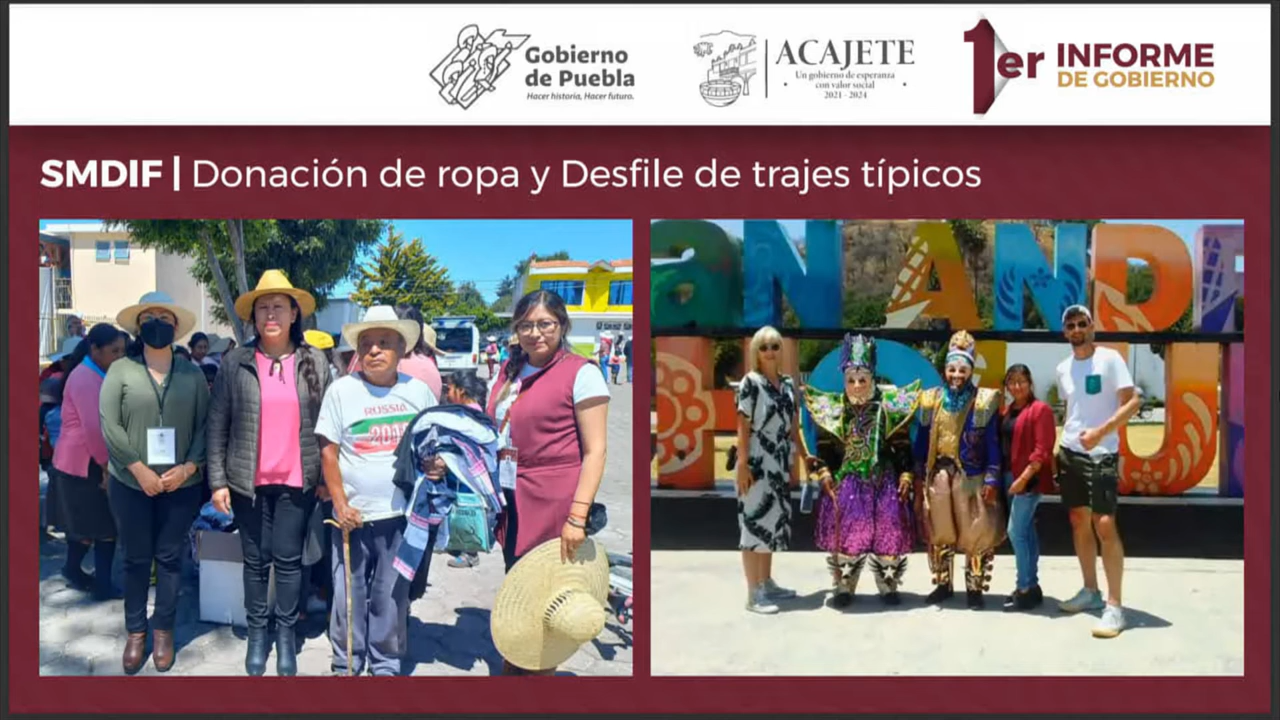 Gobierno
de Puebla
Hacer historia, Hacer futuro.
ACAJETE
Un gobierno de esperanza
con valor social
2021 - 2024
1er INFORME
DE GOBIERNO
SMDIF | Donación de ropa y Desfile de trajes típicos
RUSSIA